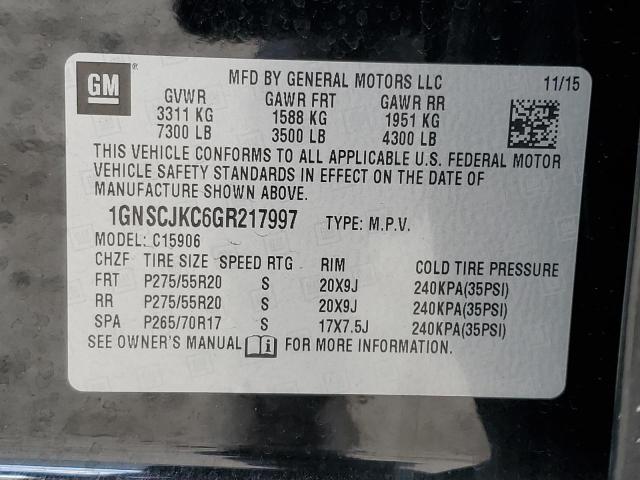 GM ®
MFD BY GENERAL MOTORS LLC 11/15
GVWR GAWR FRT GAWR RR
3311 KG 1588 KG 1951 KG
7300 LB 3500 LB 4300 LB
THIS VEHICLE CONFORMS TO ALL APPLICABLE U.S. FEDERAL MOTOR
VEHICLE SAFETY STANDARDS IN EFFECT ON THE DATE OF
MANUFACTURE SHOWN ABOVE.
1GNSCJKC6GR217997 TYPE: M.P.V.
MODEL: C15906
CHZF TIRE SIZE SPEED RTG RIM COLD TIRE PRESSURE
FRT P275/55R20 S 20X9J 240KPA(35PSI)
RR P275/55R20 S 20X9J 240KPA(35PSI)
SPA P265/70R17 S 17X7.5J 240KPA(35PSI)
SEE OWNER'S MANUAL i FOR MORE INFORMATION.